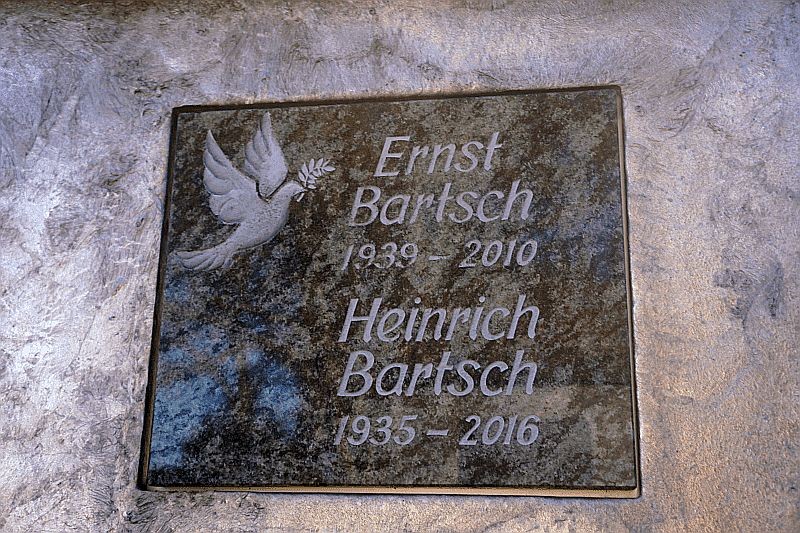 Ernst
Bartsch
1939 – 2010
Heinrich
Bartsch
1935 – 2016